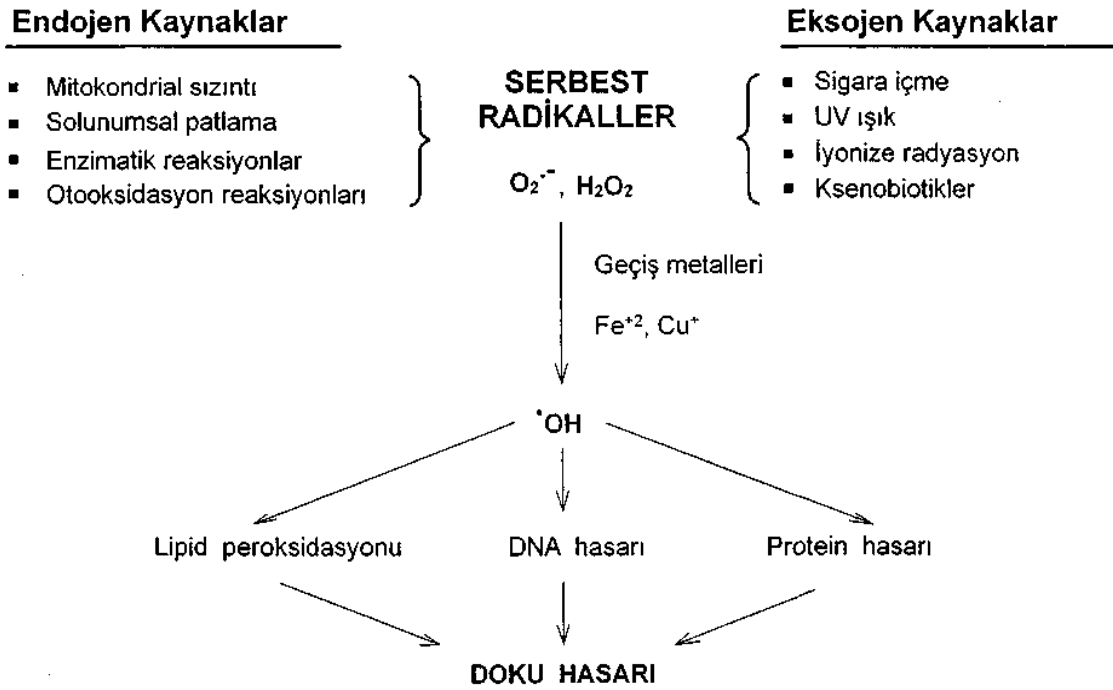 Endojen Kaynaklar
▪ Mitokondrial sızıntı
▪ Solunumsal patlama
▪ Enzimatik reaksiyonlar
▪ Otooksidasyon reaksiyonları
SERBEST
RADİKALLER
O₂·⁻, H₂O₂
Eksojen Kaynaklar
▪ Sigara içme
▪ UV ışık
▪ İyonize radyasyon
▪ Ksenobiotikler
Geçiş metalleri
Fe⁺², Cu⁺
˙OH
Lipid peroksidasyonu
DNA hasarı
Protein hasarı
DOKU HASARI